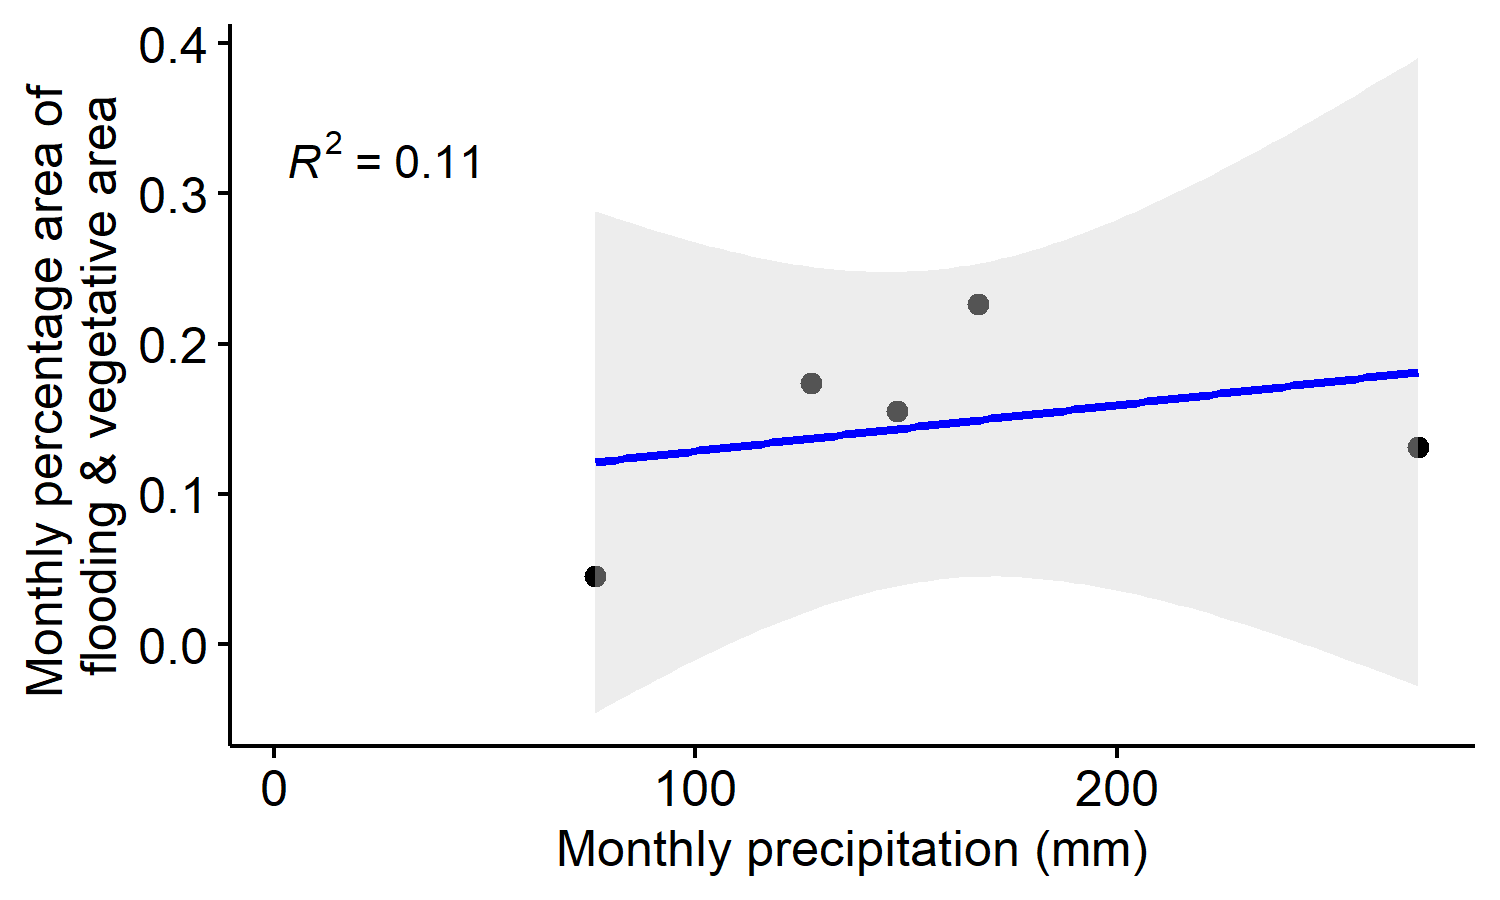 Monthly percentage area of
flooding & vegetative area
0.4
0.3
0.2
0.1
0.0
R² = 0.11
0
100
200
Monthly precipitation (mm)